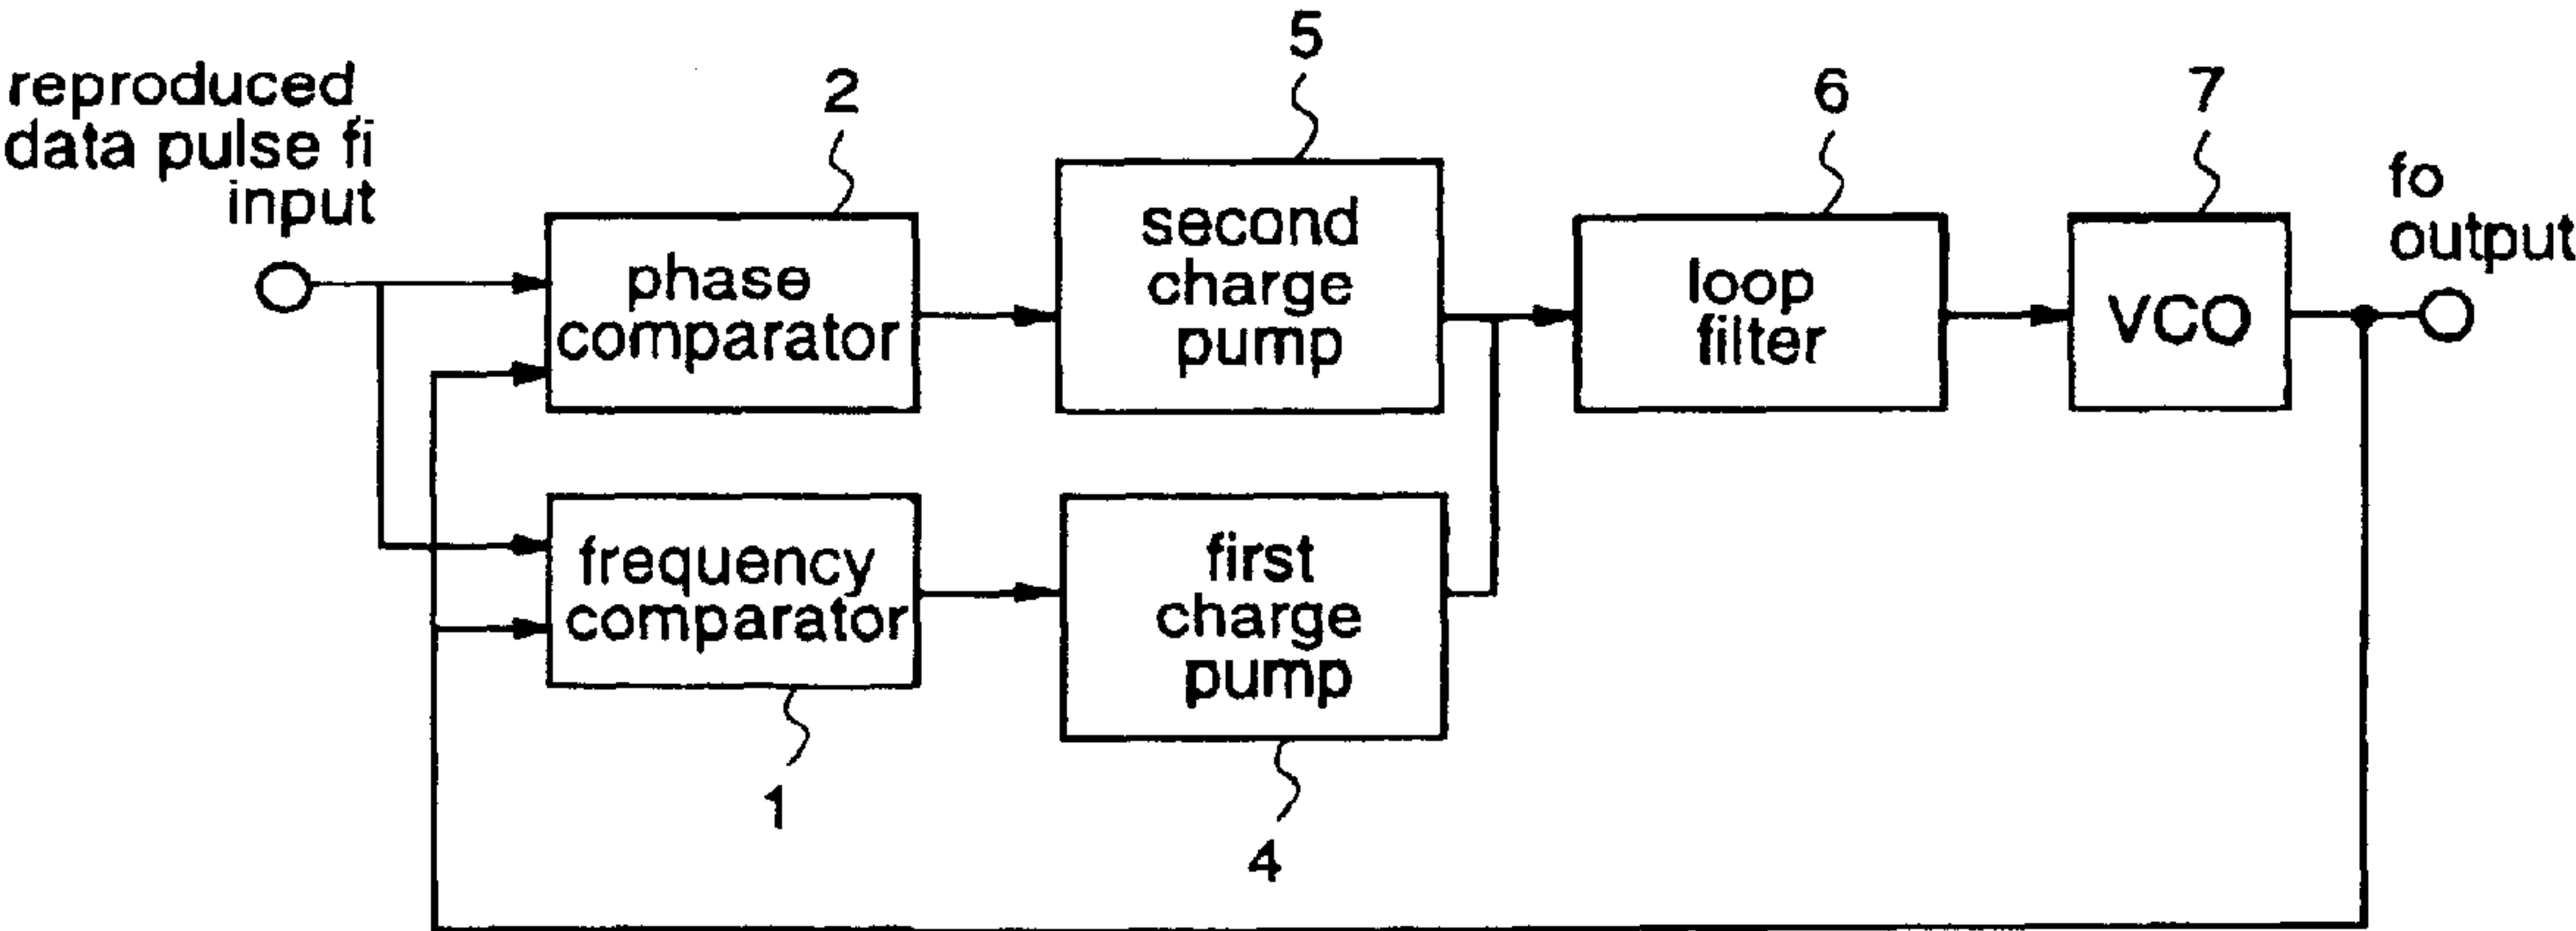 5
reproduced
data pulse fi
input
2
6
7
fo
output
second
charge
pump
phase
comparator
loop
filter
VCO
frequency
comparator
first
charge
pump
1
4